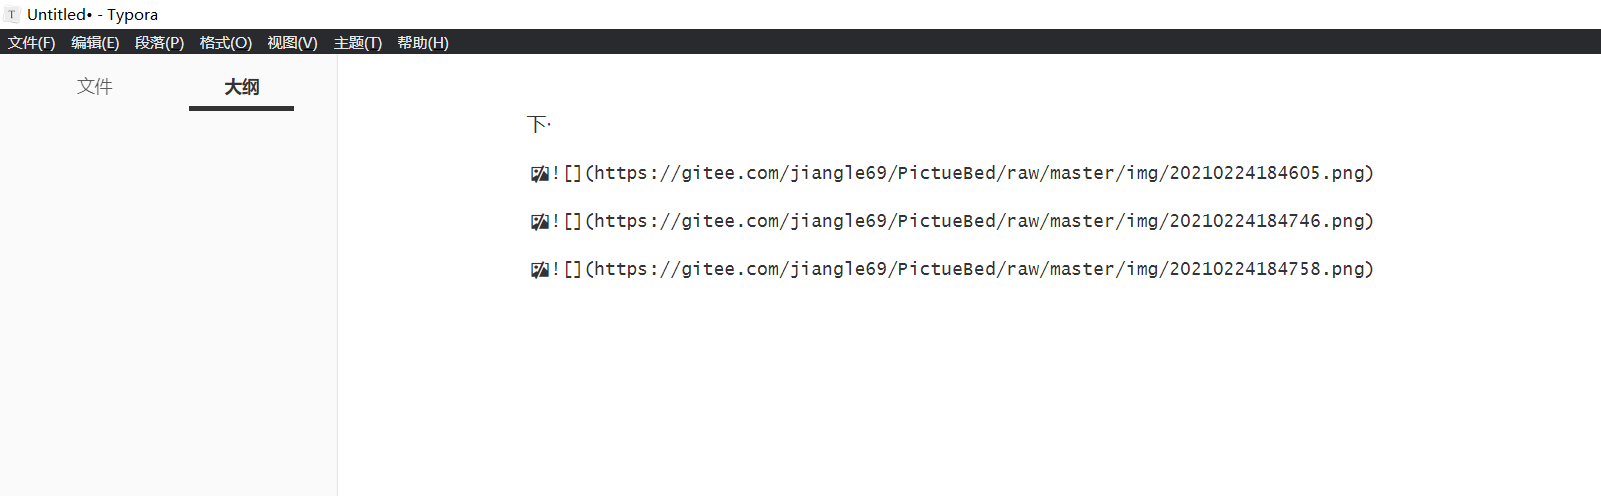 Untitled• - Typora
文件(F) 编辑(E) 段落(P) 格式(O) 视图(V) 主题(T) 帮助(H)
文件 大纲
下·
![](https://gitee.com/jiangle69/PictueBed/raw/master/img/20210224184605.png)
![](https://gitee.com/jiangle69/PictueBed/raw/master/img/20210224184746.png)
![](https://gitee.com/jiangle69/PictueBed/raw/master/img/20210224184758.png)